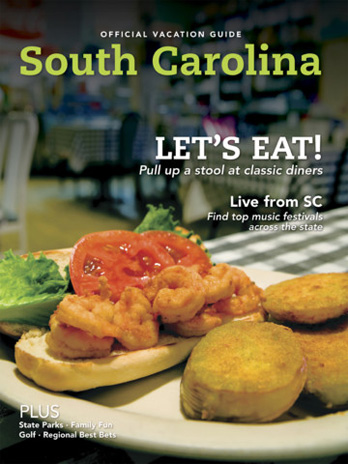 OFFICIAL VACATION GUIDE
South Carolina
LET'S EAT!
Pull up a stool at classic diners
Live from SC
Find top music festivals
across the state
PLUS
State Parks · Family Fun
Golf · Regional Best Bets